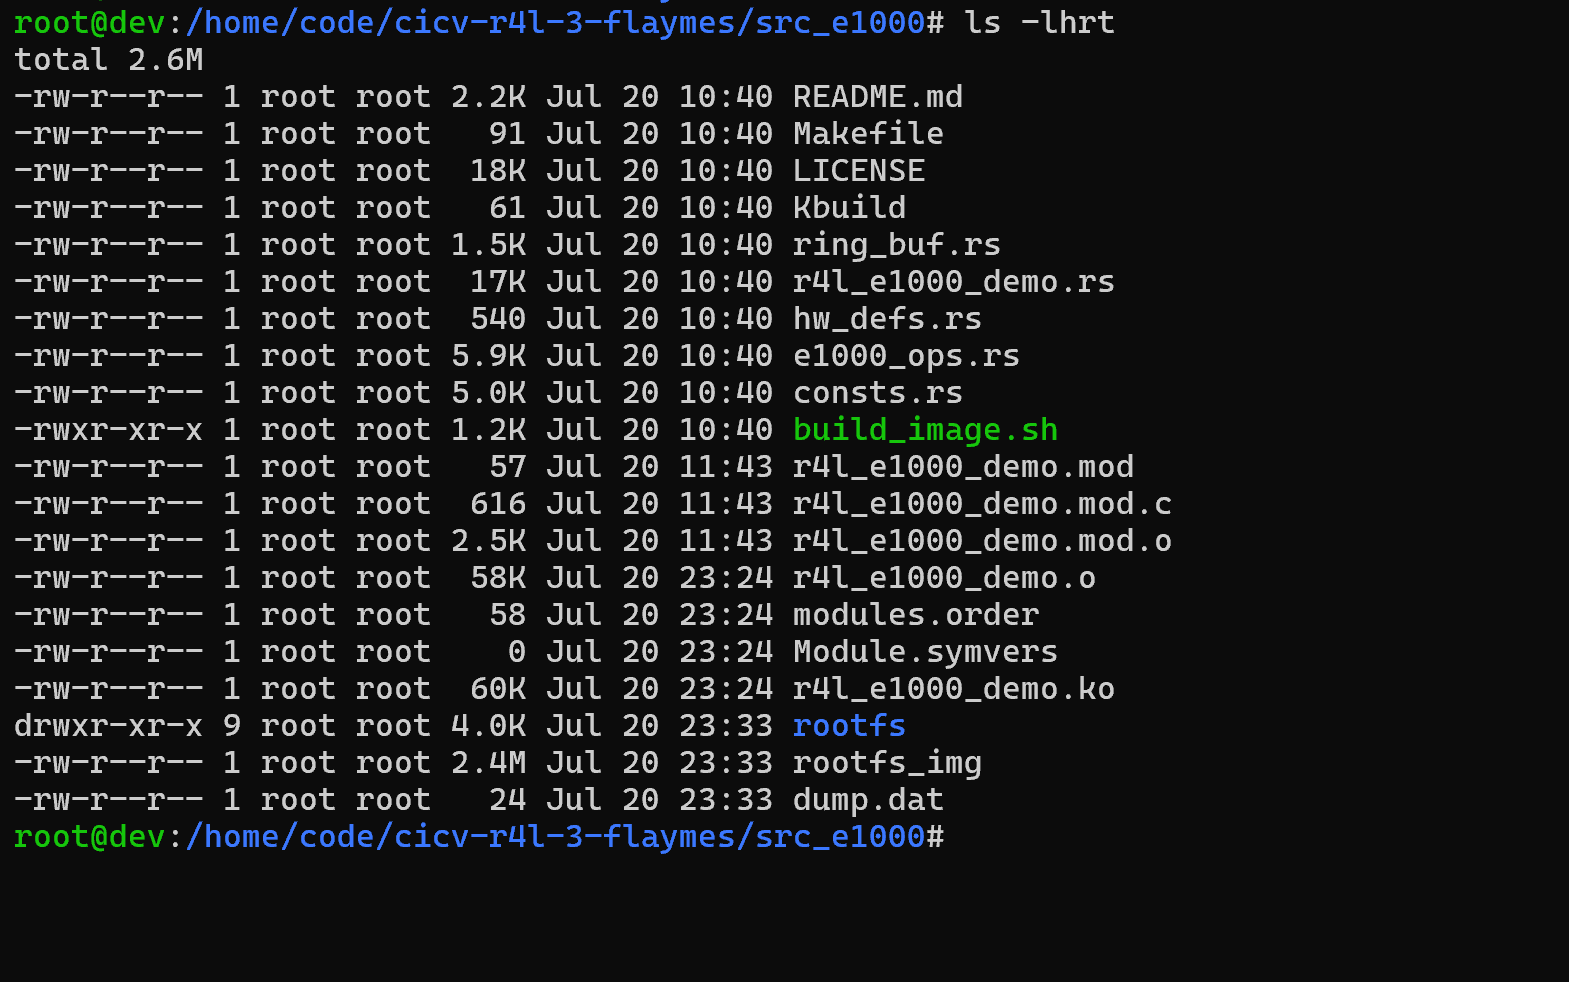 root@dev:/home/code/cicv-r4l-3-flaymes/src_e1000# ls -lhrt
total 2.6M
-rw-r--r-- 1 root root 2.2K Jul 20 10:40 README.md
-rw-r--r-- 1 root root   91 Jul 20 10:40 Makefile
-rw-r--r-- 1 root root  18K Jul 20 10:40 LICENSE
-rw-r--r-- 1 root root   61 Jul 20 10:40 Kbuild
-rw-r--r-- 1 root root 1.5K Jul 20 10:40 ring_buf.rs
-rw-r--r-- 1 root root  17K Jul 20 10:40 r4l_e1000_demo.rs
-rw-r--r-- 1 root root  540 Jul 20 10:40 hw_defs.rs
-rw-r--r-- 1 root root 5.9K Jul 20 10:40 e1000_ops.rs
-rw-r--r-- 1 root root 5.0K Jul 20 10:40 consts.rs
-rwxr-xr-x 1 root root 1.2K Jul 20 10:40 build_image.sh
-rw-r--r-- 1 root root   57 Jul 20 11:43 r4l_e1000_demo.mod
-rw-r--r-- 1 root root  616 Jul 20 11:43 r4l_e1000_demo.mod.c
-rw-r--r-- 1 root root 2.5K Jul 20 11:43 r4l_e1000_demo.mod.o
-rw-r--r-- 1 root root  58K Jul 20 23:24 r4l_e1000_demo.o
-rw-r--r-- 1 root root   58 Jul 20 23:24 modules.order
-rw-r--r-- 1 root root    0 Jul 20 23:24 Module.symvers
-rw-r--r-- 1 root root  60K Jul 20 23:24 r4l_e1000_demo.ko
drwxr-xr-x 9 root root 4.0K Jul 20 23:33 rootfs
-rw-r--r-- 1 root root 2.4M Jul 20 23:33 rootfs_img
-rw-r--r-- 1 root root   24 Jul 20 23:33 dump.dat
root@dev:/home/code/cicv-r4l-3-flaymes/src_e1000#